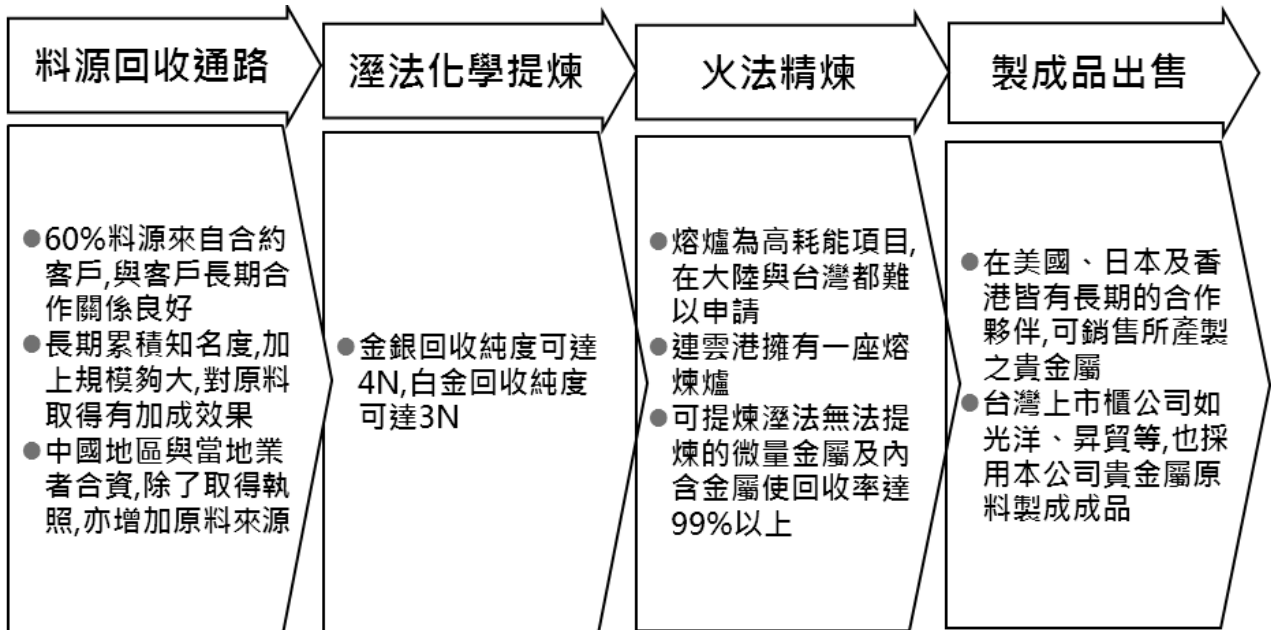 料源回收通路
溼法化學提煉
火法精煉
製成品出售
●60%料源來自合約
客戶,與客戶長期合
作關係良好
●長期累積知名度,加
上規模夠大,對原料
取得有加成效果
●中國地區與當地業
者合資,除了取得執
照,亦增加原料來源
●金銀回收純度可達
4N,白金回收純度
可達3N
●熔爐為高耗能項目,
在大陸與台灣都難
以申請
●連雲港擁有一座熔
煉爐
●可提煉溼法無法提
煉的微量金屬及內
含金屬使回收率達
99%以上
●在美國、日本及香
港皆有長期的合作
夥伴,可銷售所產製
之貴金屬
●台灣上市櫃公司如
光洋、昇貿等,也採
用本公司貴金屬原
料製成成品